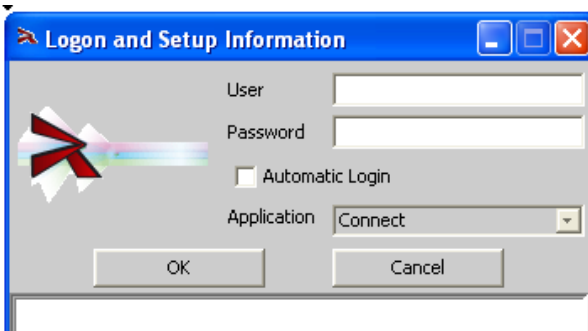 Logon and Setup Information
User
Password
Automatic Login
Application Connect
OK Cancel